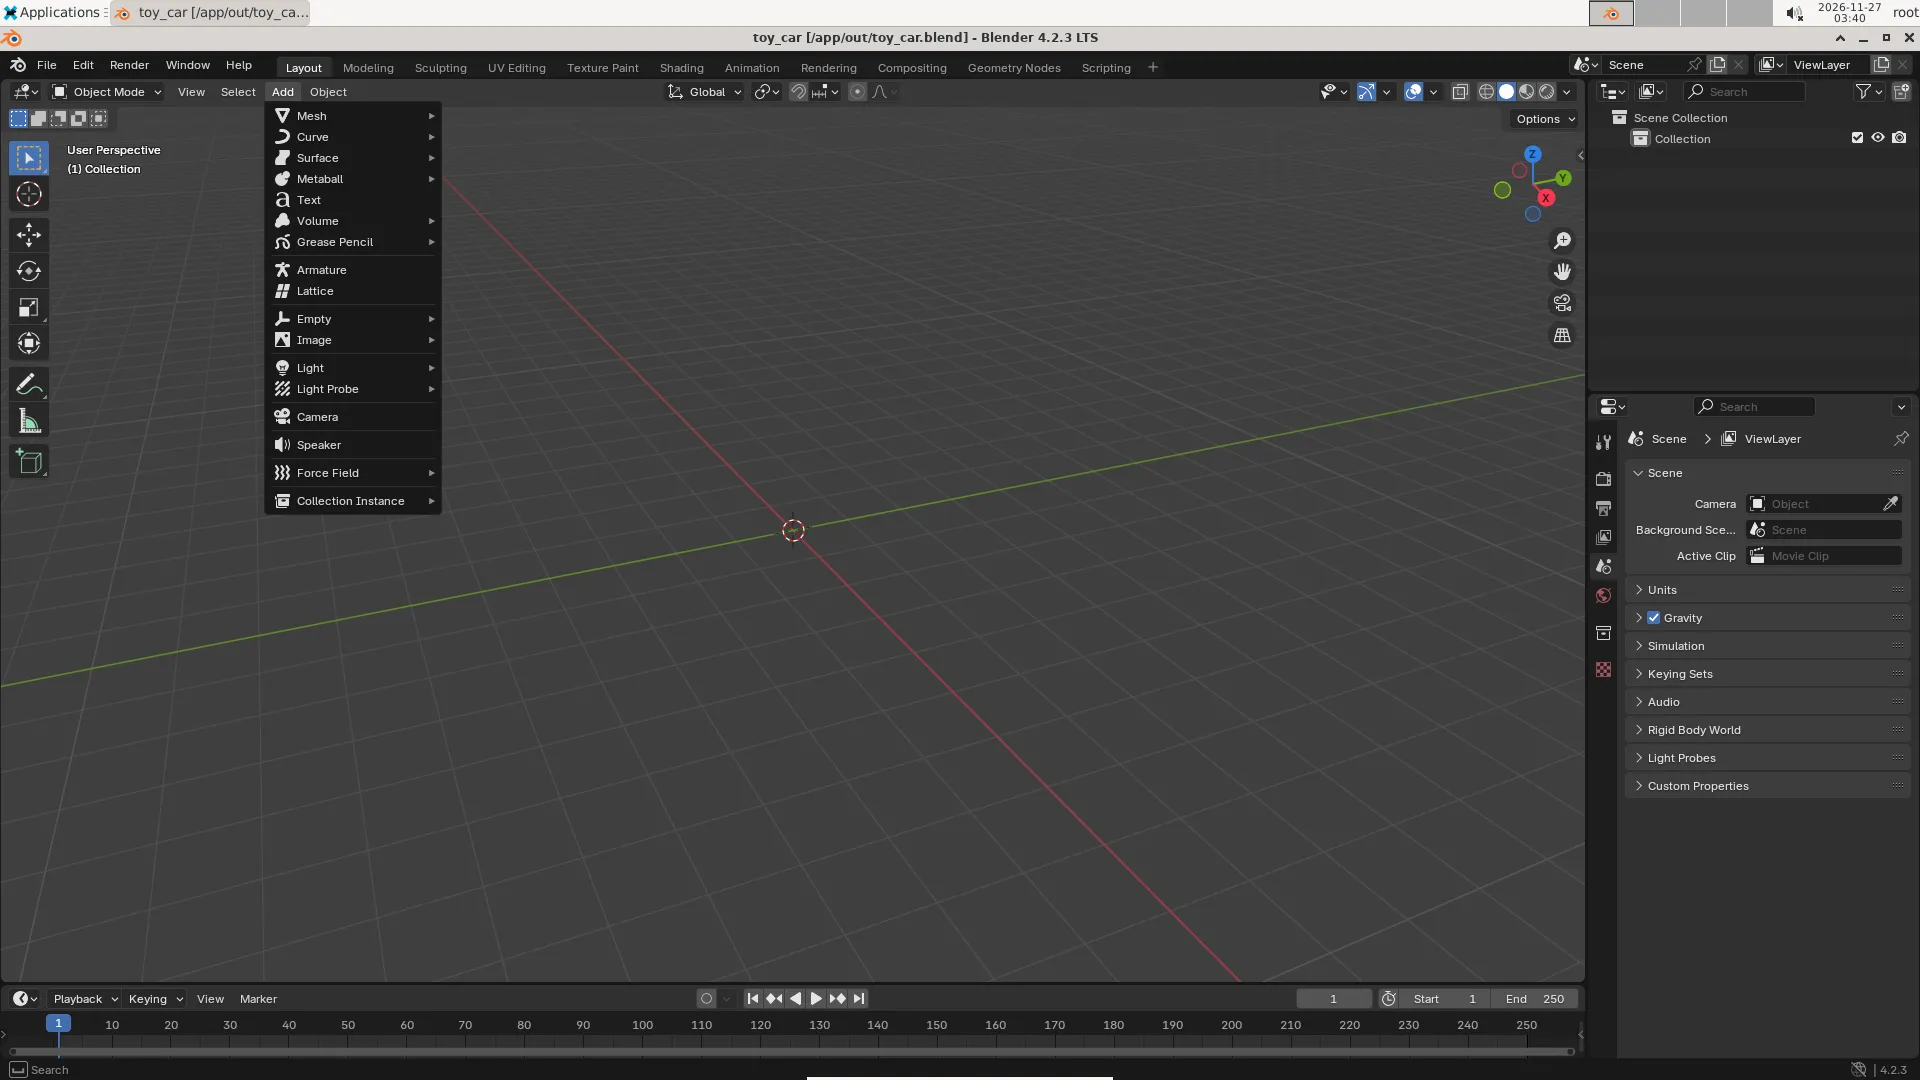 Applications
toy_car [/app/out/toy_ca...
2026-11-27
03:40
root
toy_car [/app/out/toy_car.blend] - Blender 4.2.3 LTS
File Edit Render Window Help
Layout Modeling Sculpting UV Editing Texture Paint Shading Animation Rendering Compositing Geometry Nodes Scripting +
Scene
ViewLayer
Object Mode View Select Add Object
Global
Search
Options
User Perspective
(1) Collection
Mesh
Curve
Surface
Metaball
Text
Volume
Grease Pencil
Armature
Lattice
Empty
Image
Light
Light Probe
Camera
Speaker
Force Field
Collection Instance
Z
Y
X
Scene Collection
Collection
Search
Scene ViewLayer
Scene
Camera Object
Background Sce... Scene
Active Clip Movie Clip
Units
Gravity
Simulation
Keying Sets
Audio
Rigid Body World
Light Probes
Custom Properties
Playback Keying View Marker
1 Start 1 End 250
1 10 20 30 40 50 60 70 80 90 100 110 120 130 140 150 160 170 180 190 200 210 220 230 240 250
Search
4.2.3